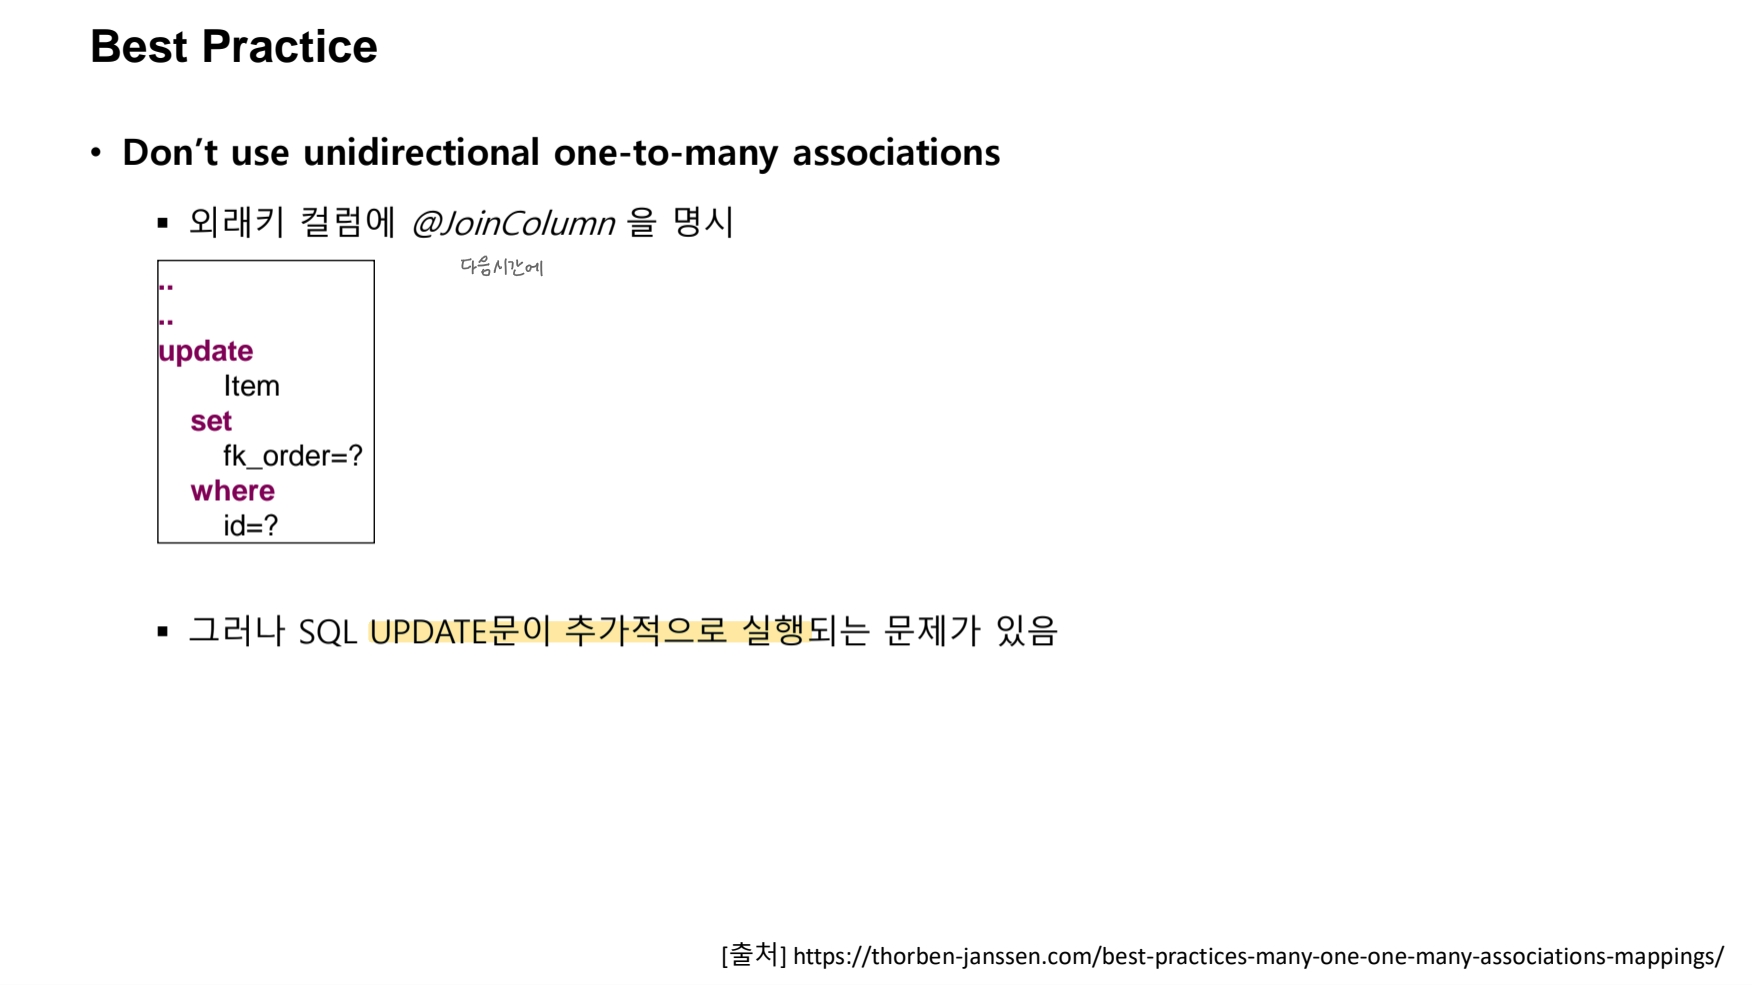 Best Practice
• Don’t use unidirectional one-to-many associations
▪ 외래키 컬럼에 @JoinColumn 을 명시
다음시간에
..
..
update
Item
set
fk_order=?
where
id=?
▪ 그러나 SQL UPDATE문이 추가적으로 실행되는 문제가 있음
[출처] https://thorben-janssen.com/best-practices-many-one-one-many-associations-mappings/